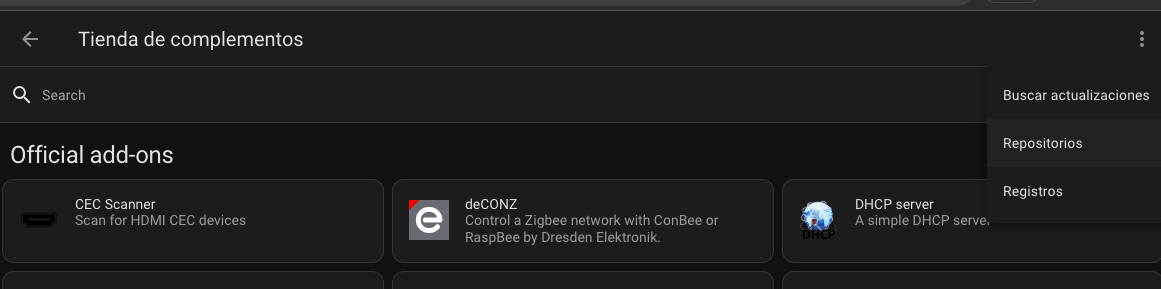 Tienda de complementos
Search
Buscar actualizaciones
Repositorios
Registros
Official add-ons
CEC Scanner
Scan for HDMI CEC devices
deCONZ
Control a Zigbee network with ConBee or
RaspBee by Dresden Elektronik.
DHCP
DHCP server
A simple DHCP server